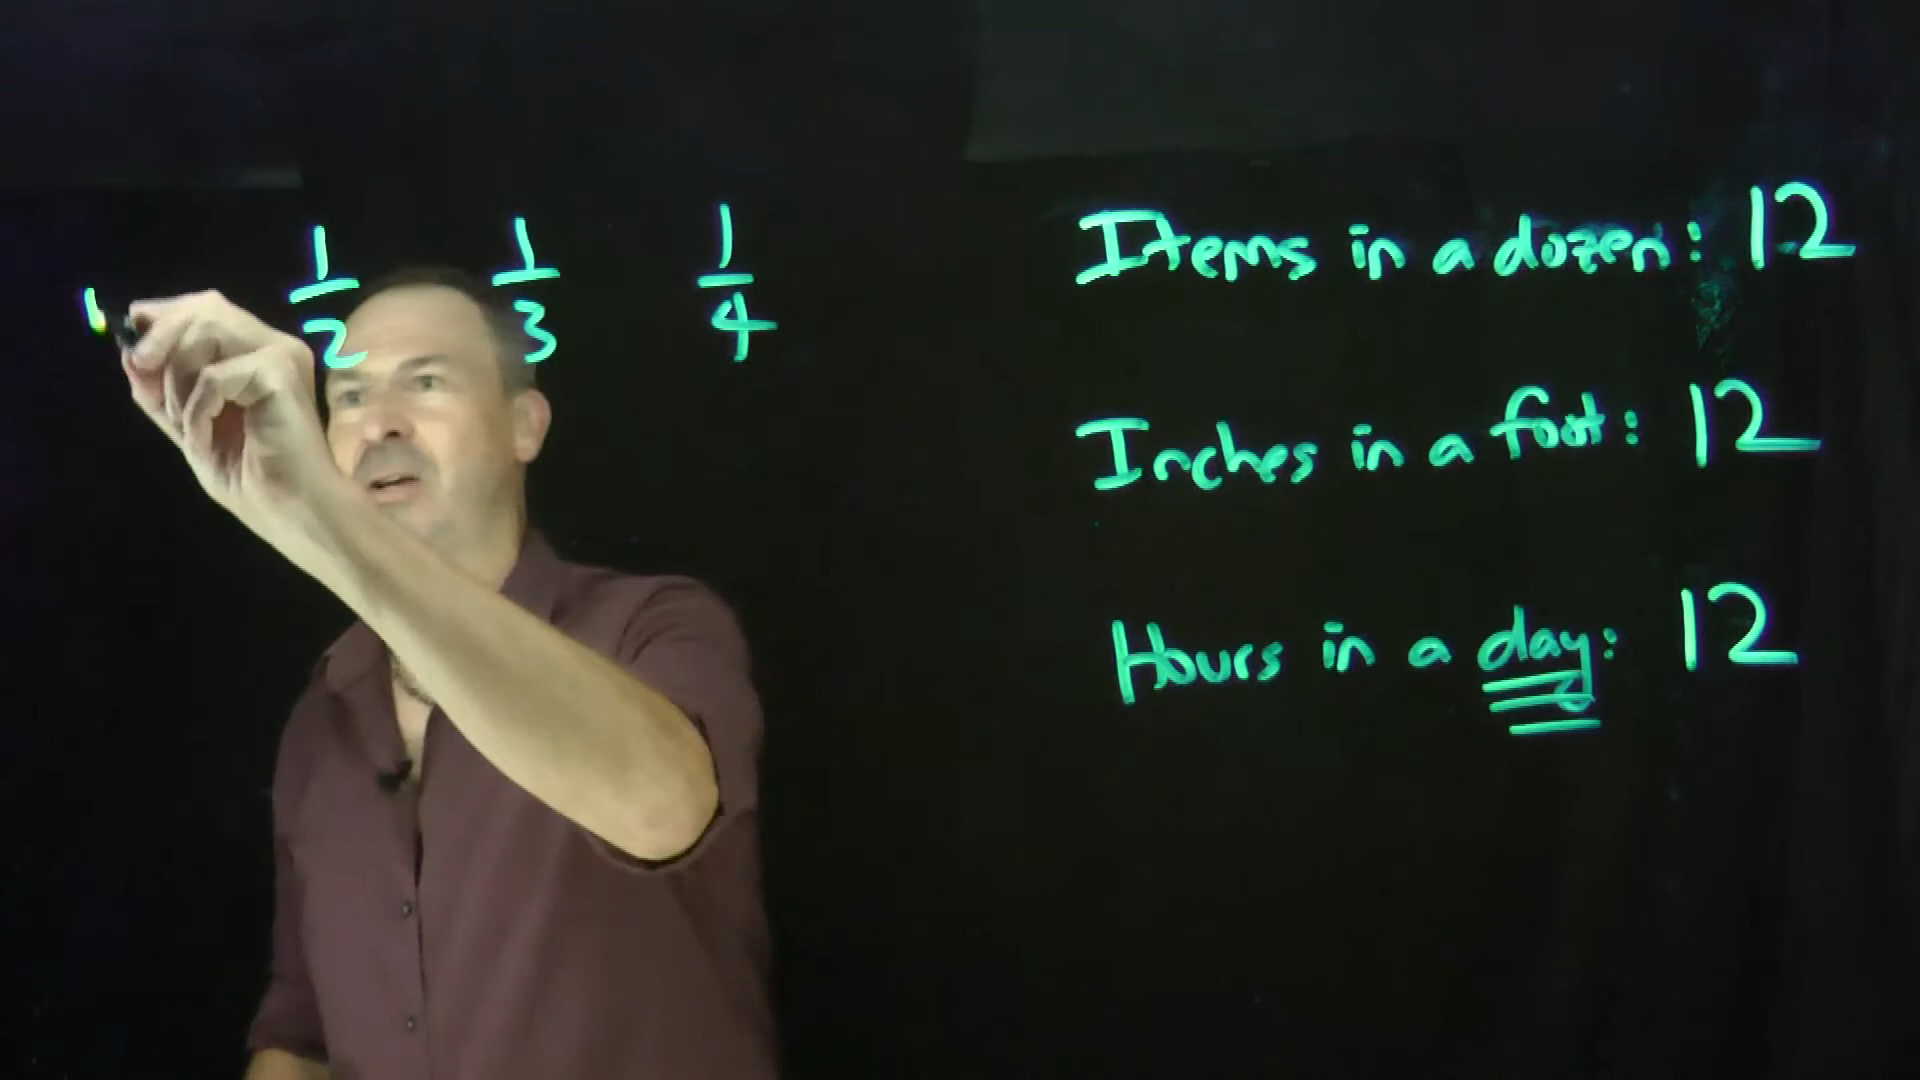 1/2 1/3 1/4
Items in a dozen: 12
Inches in a foot: 12
Hours in a day: 12